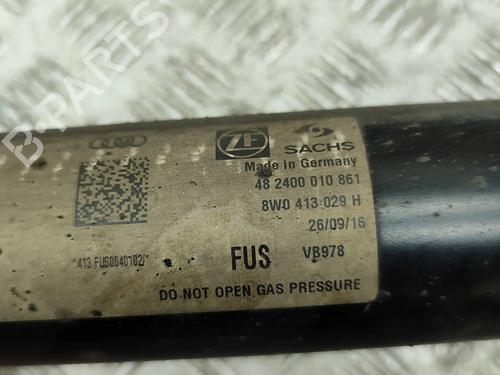 B-PARTS
ZF
SACHS
Made in Germany
48 2400 010 861
8W0 413 029 H
26/09/16
FUS VB978
413 FUS0040102/
DO NOT OPEN GAS PRESSURE